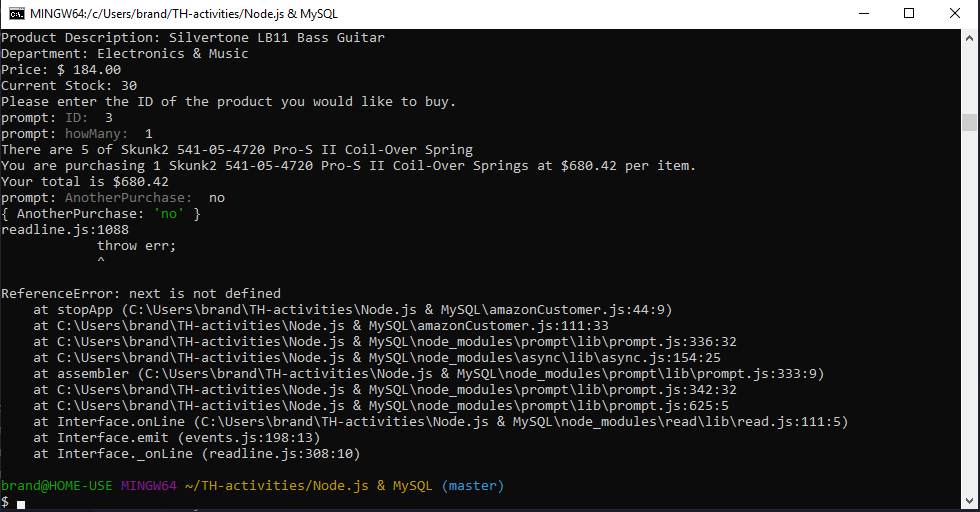 MINGW64:/c/Users/brand/TH-activities/Node.js & MySQL
Product Description: Silvertone LB11 Bass Guitar
Department: Electronics & Music
Price: $ 184.00
Current Stock: 30
Please enter the ID of the product you would like to buy.
prompt: ID:  3
prompt: howMany:  1
There are 5 of Skunk2 541-05-4720 Pro-S II Coil-Over Spring
You are purchasing 1 Skunk2 541-05-4720 Pro-S II Coil-Over Springs at $680.42 per item.
Your total is $680.42
prompt: AnotherPurchase:  no
{ AnotherPurchase: 'no' }
readline.js:1088
            throw err;
            ^
ReferenceError: next is not defined
    at stopApp (C:\Users\brand\TH-activities\Node.js & MySQL\amazonCustomer.js:44:9)
    at C:\Users\brand\TH-activities\Node.js & MySQL\amazonCustomer.js:111:33
    at C:\Users\brand\TH-activities\Node.js & MySQL\node_modules\prompt\lib\prompt.js:336:32
    at C:\Users\brand\TH-activities\Node.js & MySQL\node_modules\async\lib\async.js:154:25
    at assembler (C:\Users\brand\TH-activities\Node.js & MySQL\node_modules\prompt\lib\prompt.js:333:9)
    at C:\Users\brand\TH-activities\Node.js & MySQL\node_modules\prompt\lib\prompt.js:342:32
    at C:\Users\brand\TH-activities\Node.js & MySQL\node_modules\prompt\lib\prompt.js:625:5
    at Interface.onLine (C:\Users\brand\TH-activities\Node.js & MySQL\node_modules\read\lib\read.js:111:5)
    at Interface.emit (events.js:198:13)
    at Interface._onLine (readline.js:308:10)
brand@HOME-USE MINGW64 ~/TH-activities/Node.js & MySQL (master)
$